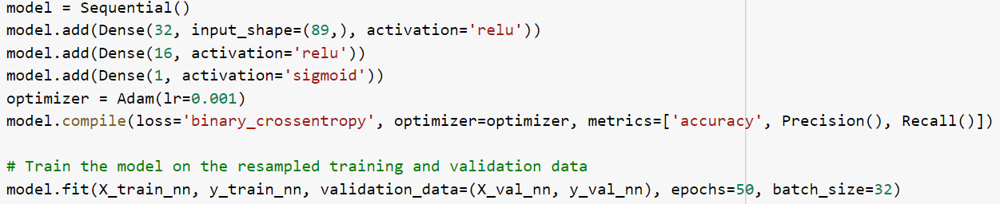 model = Sequential()
model.add(Dense(32, input_shape=(89,), activation='relu'))
model.add(Dense(16, activation='relu'))
model.add(Dense(1, activation='sigmoid'))
optimizer = Adam(lr=0.001)
model.compile(loss='binary_crossentropy', optimizer=optimizer, metrics=['accuracy', Precision(), Recall()])
# Train the model on the resampled training and validation data
model.fit(X_train_nn, y_train_nn, validation_data=(X_val_nn, y_val_nn), epochs=50, batch_size=32)